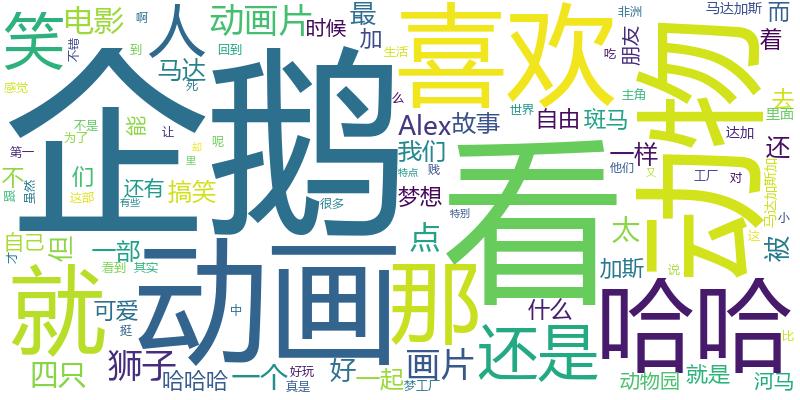 笑
电影
啊
人
动画片
时候
最
加
喜欢
非洲
朋友
马达加斯
而
着
不错
到
马达
回到
生活
吃
企鹅
动物
去
里面
感觉
死
么
世界
主角
能
Alex
故事
自由
斑马
第一
不是
让
呢
我们
一样
达加
还
为了
里
却
特点
贱
他们
又
工厂
对
马达加斯加
不
们
还有
搞笑
梦想
看
虽然
这部
有些
很多
自己
但
一部
点
特别
太
这
小
被
才
看到
其实
动画
那
加斯
说
就
可爱
中
挺
什么
哈哈
比
狮子
还是
四只
哈哈哈
一个
好玩
真是
好
一起
画片
梦工厂
动物园
就是
河马